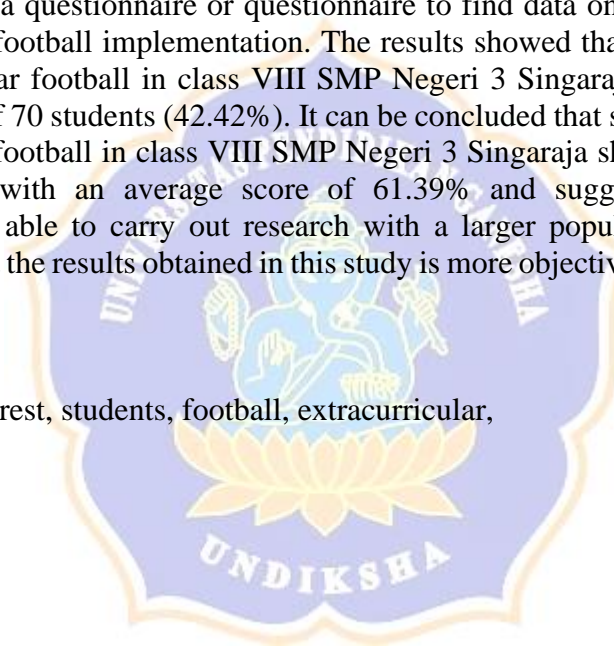 a questionnaire or questionnaire to find data on
football implementation. The results showed tha
ar football in class VIII SMP Negeri 3 Singaraj
f 70 students (42.42%). It can be concluded that s
football in class VIII SMP Negeri 3 Singaraja sh
with an average score of 61.39% and sugg
able to carry out research with a larger popu
the results obtained in this study is more objectiv
rest, students, football, extracurricular,
UNIVERSITAS PENDIDIKAN GANESHA
UNDIKSHA